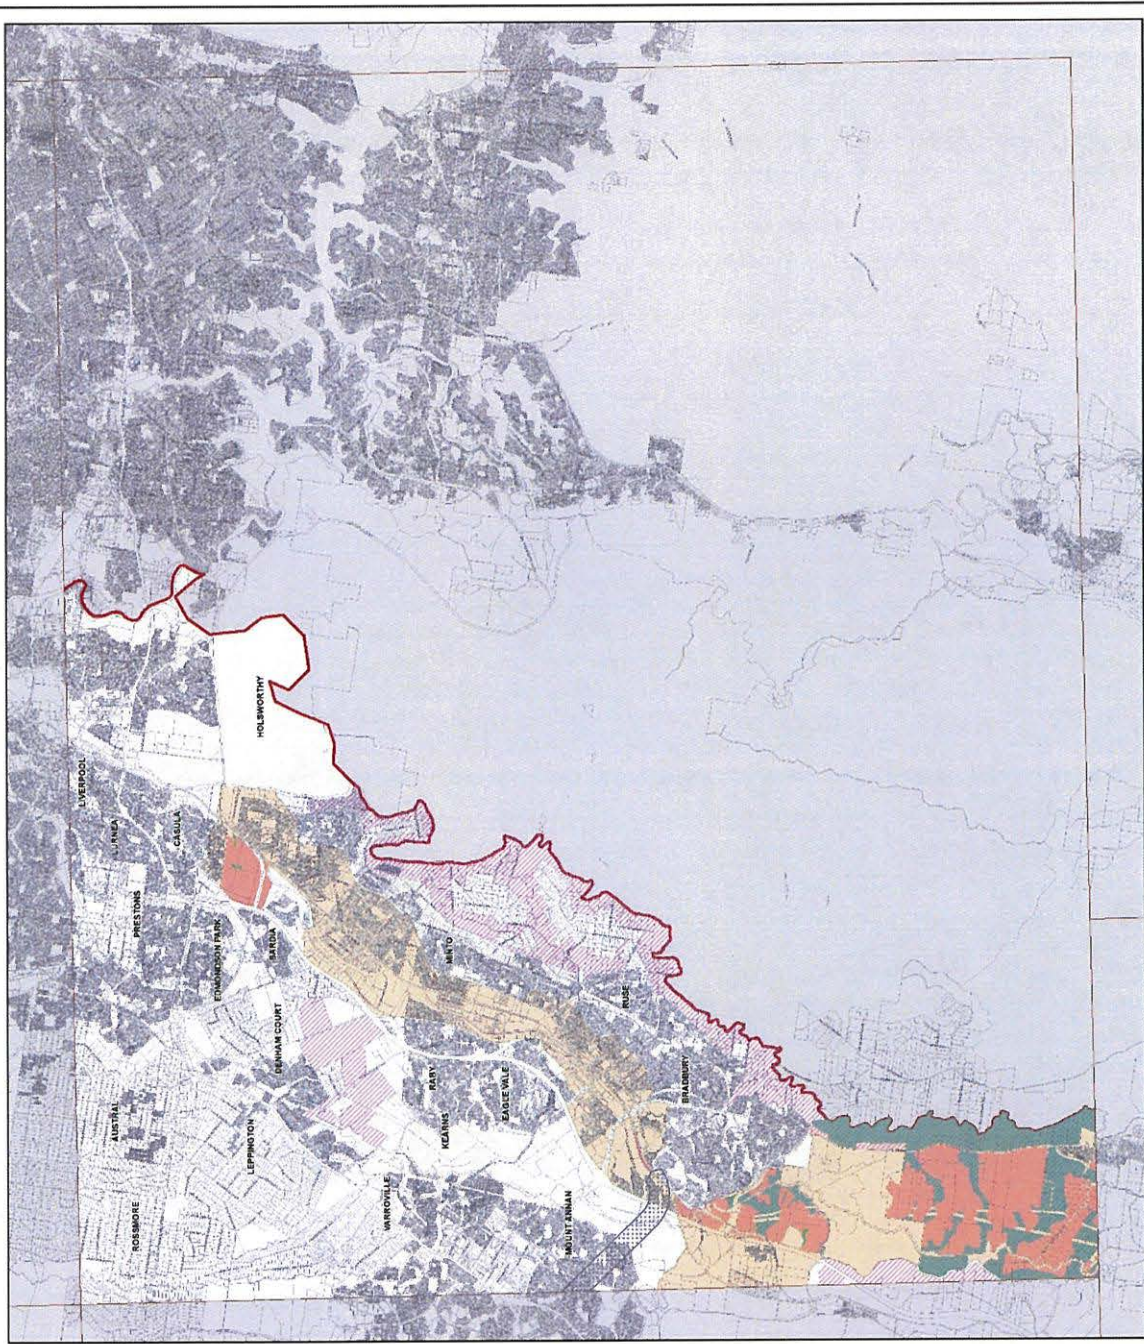 LIVERPOOL
LURNEA
CASULA
PRESTONS
HOLSWORTHY
EDMONDSON PARK
SARDIA
AUSTRAL
DENHAM COURT
LEPPINGTON
ROSSMORE
MINTO
RABY
KEARNS
EAGLE VALE
VARROVILLE
RUSE
BRADBURY
MOUNT ANNAN